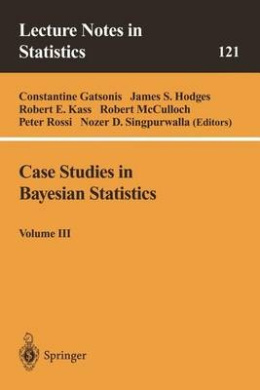 Lecture Notes in
Statistics
121
Constantine Gatsonis James S. Hodges
Robert E. Kass Robert McCulloch
Peter Rossi Nozer D. Singpurwalla (Editors)
Case Studies in
Bayesian Statistics
Volume III
Springer